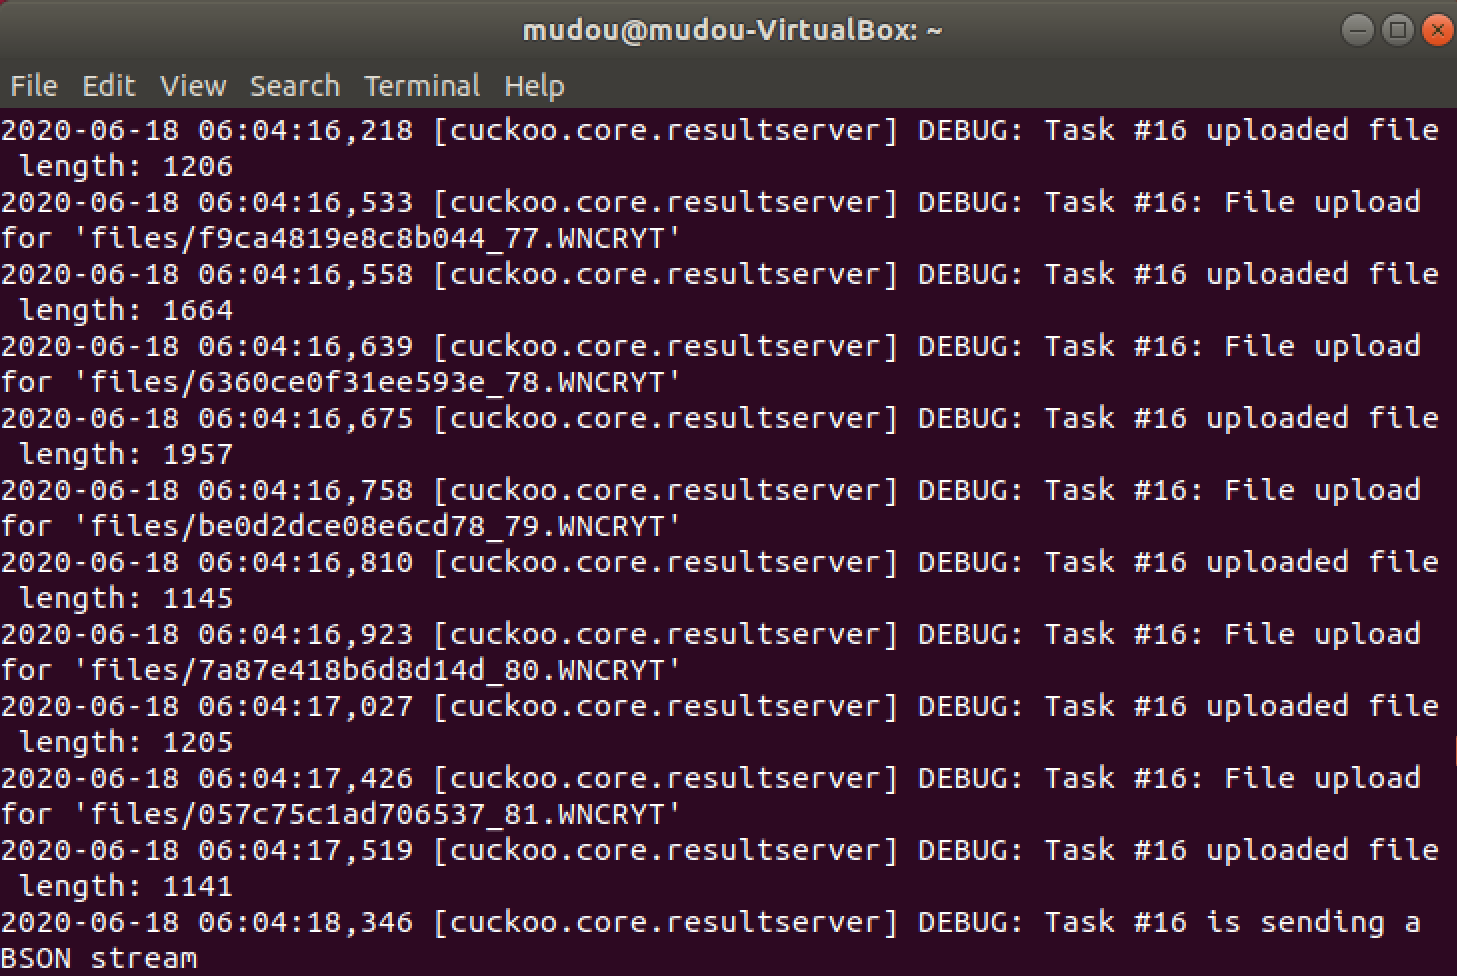 mudou@mudou-VirtualBox: ~
File Edit View Search Terminal Help
2020-06-18 06:04:16,218 [cuckoo.core.resultserver] DEBUG: Task #16 uploaded file
 length: 1206
2020-06-18 06:04:16,533 [cuckoo.core.resultserver] DEBUG: Task #16: File upload
for 'files/f9ca4819e8c8b044_77.WNCRYT'
2020-06-18 06:04:16,558 [cuckoo.core.resultserver] DEBUG: Task #16 uploaded file
 length: 1664
2020-06-18 06:04:16,639 [cuckoo.core.resultserver] DEBUG: Task #16: File upload
for 'files/6360ce0f31ee593e_78.WNCRYT'
2020-06-18 06:04:16,675 [cuckoo.core.resultserver] DEBUG: Task #16 uploaded file
 length: 1957
2020-06-18 06:04:16,758 [cuckoo.core.resultserver] DEBUG: Task #16: File upload
for 'files/be0d2dce08e6cd78_79.WNCRYT'
2020-06-18 06:04:16,810 [cuckoo.core.resultserver] DEBUG: Task #16 uploaded file
 length: 1145
2020-06-18 06:04:16,923 [cuckoo.core.resultserver] DEBUG: Task #16: File upload
for 'files/7a87e418b6d8d14d_80.WNCRYT'
2020-06-18 06:04:17,027 [cuckoo.core.resultserver] DEBUG: Task #16 uploaded file
 length: 1205
2020-06-18 06:04:17,426 [cuckoo.core.resultserver] DEBUG: Task #16: File upload
for 'files/057c75c1ad706537_81.WNCRYT'
2020-06-18 06:04:17,519 [cuckoo.core.resultserver] DEBUG: Task #16 uploaded file
 length: 1141
2020-06-18 06:04:18,346 [cuckoo.core.resultserver] DEBUG: Task #16 is sending a
BSON stream